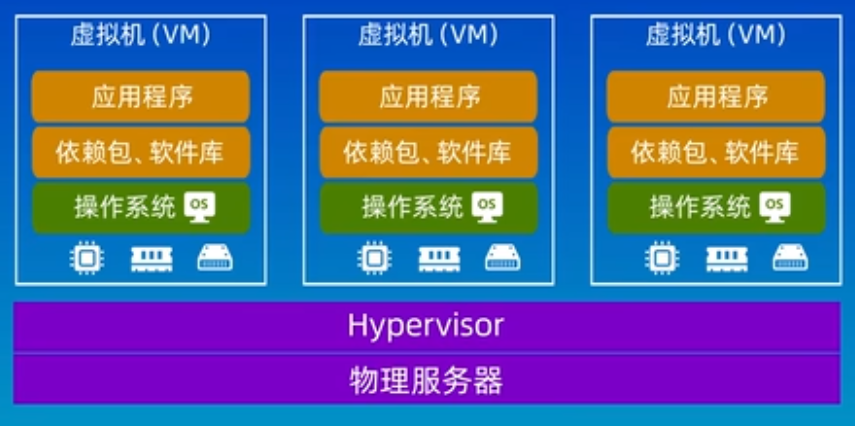 虚拟机 (VM)
应用程序
依赖包、软件库
操作系统 OS
虚拟机 (VM)
应用程序
依赖包、软件库
操作系统 OS
虚拟机 (VM)
应用程序
依赖包、软件库
操作系统 OS
Hypervisor
物理服务器